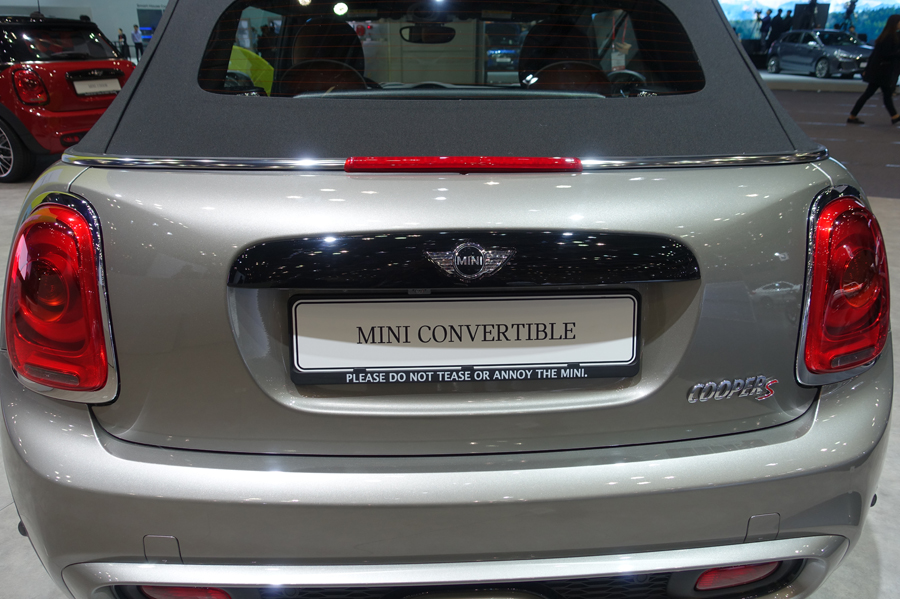 MINI
MINI CONVERTIBLE
PLEASE DO NOT TEASE OR ANNOY THE MINI.
COOPER S